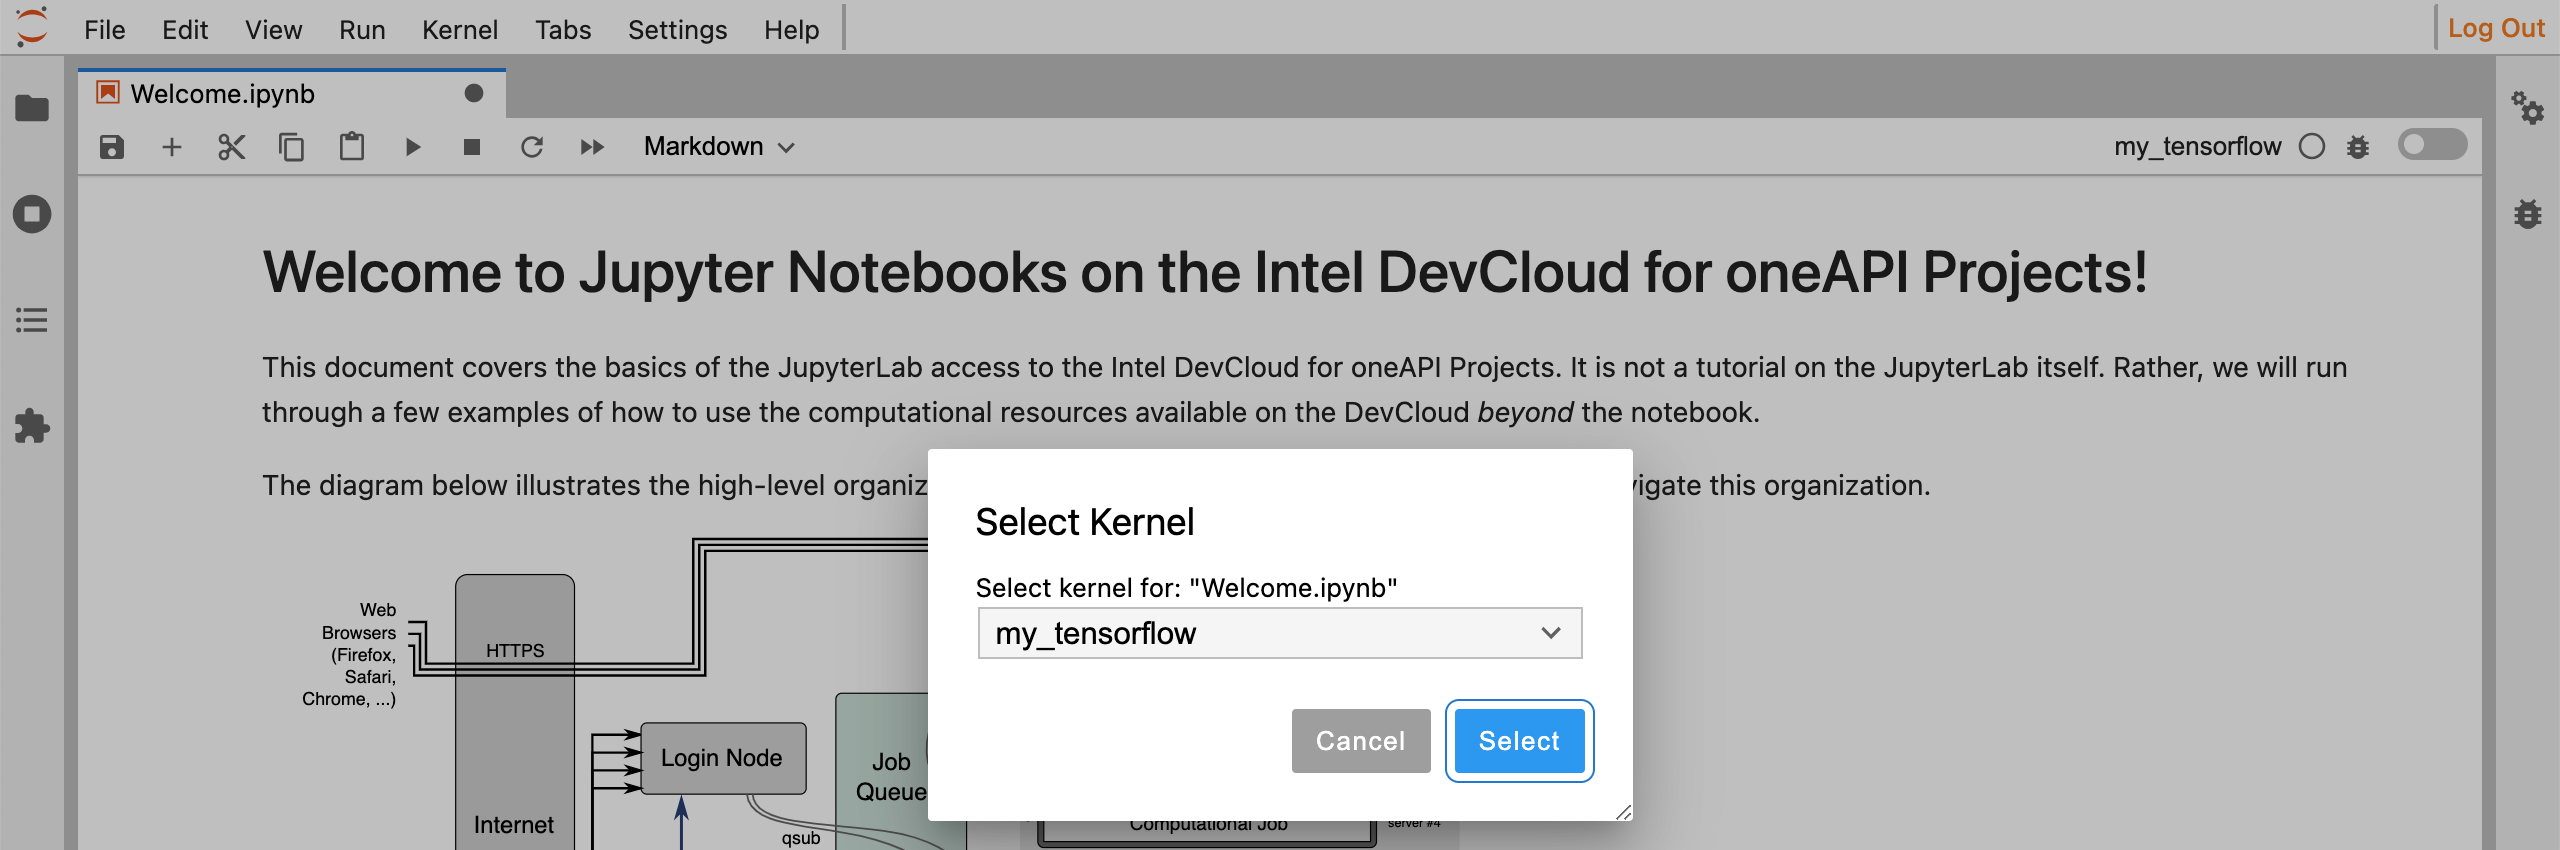 File Edit View Run Kernel Tabs Settings Help
Log Out
Welcome.ipynb
Markdown
my_tensorflow
Welcome to Jupyter Notebooks on the Intel DevCloud for oneAPI Projects!
This document covers the basics of the JupyterLab access to the Intel DevCloud for oneAPI Projects. It is not a tutorial on the JupyterLab itself. Rather, we will run
through a few examples of how to use the computational resources available on the DevCloud beyond the notebook.
The diagram below illustrates the high-level organiz
vigate this organization.
Select Kernel
Select kernel for: "Welcome.ipynb"
my_tensorflow
Cancel
Select
Web
Browsers
(Firefox,
Safari,
Chrome, ...)
HTTPS
Internet
Login Node
qsub
Job
Queue
Computational Job
server #4